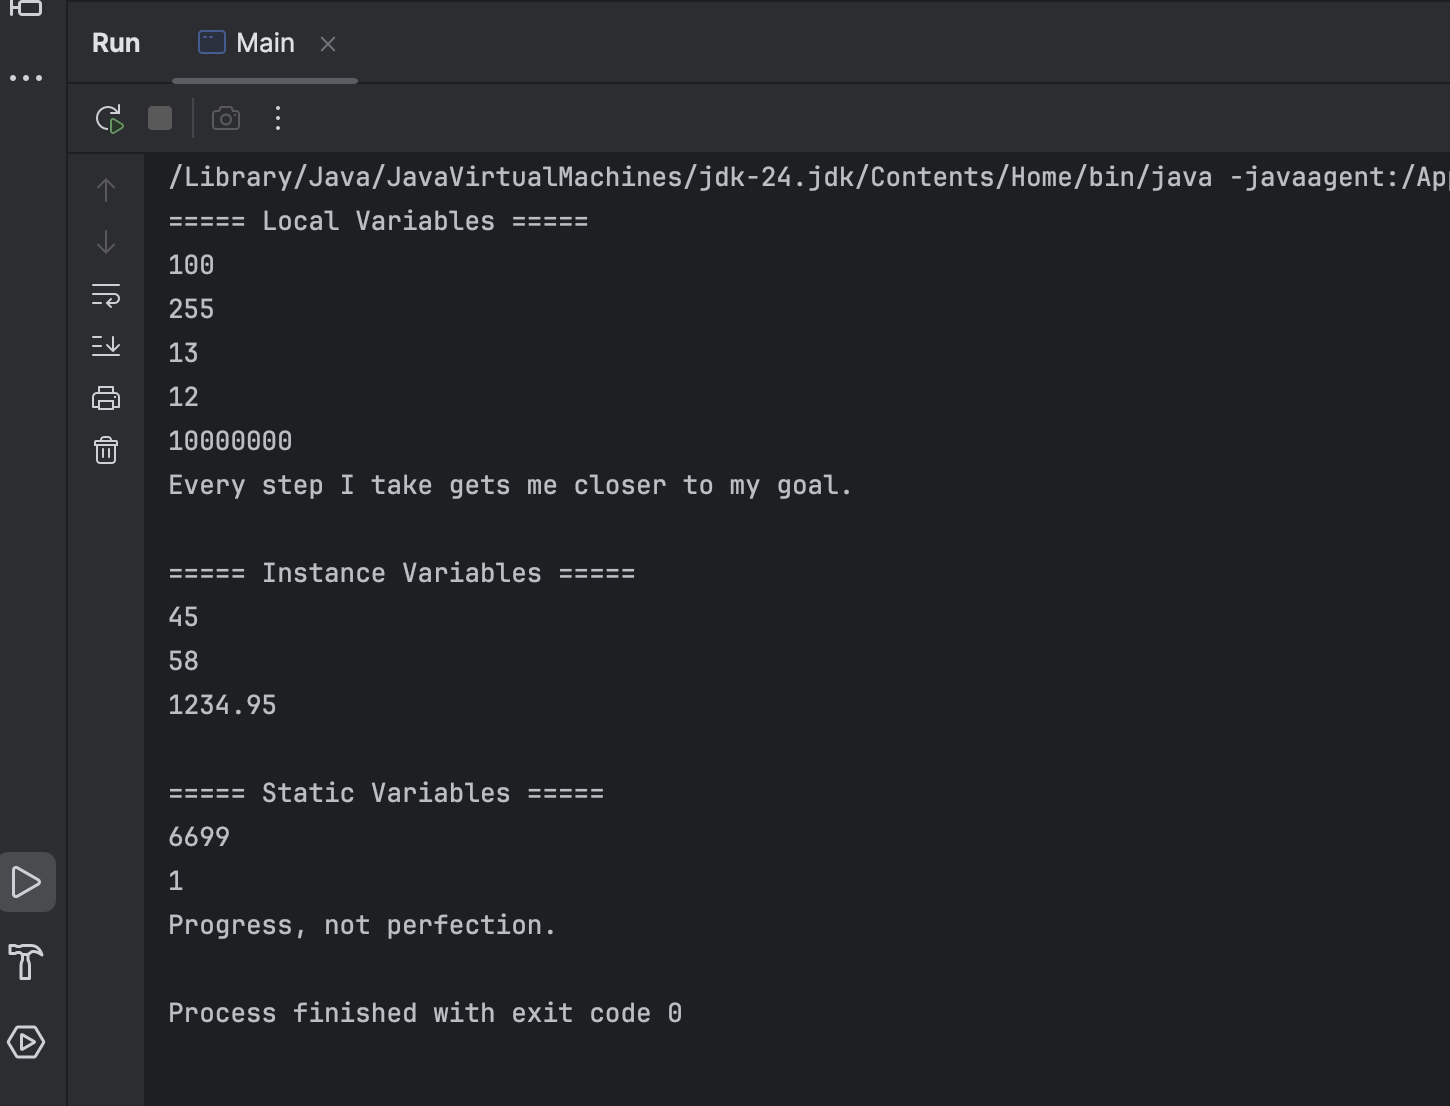 Run Main
/Library/Java/JavaVirtualMachines/jdk-24.jdk/Contents/Home/bin/java -javaagent:/Ap
===== Local Variables =====
100
255
13
12
10000000
Every step I take gets me closer to my goal.
===== Instance Variables =====
45
58
1234.95
===== Static Variables =====
6699
1
Progress, not perfection.
Process finished with exit code 0